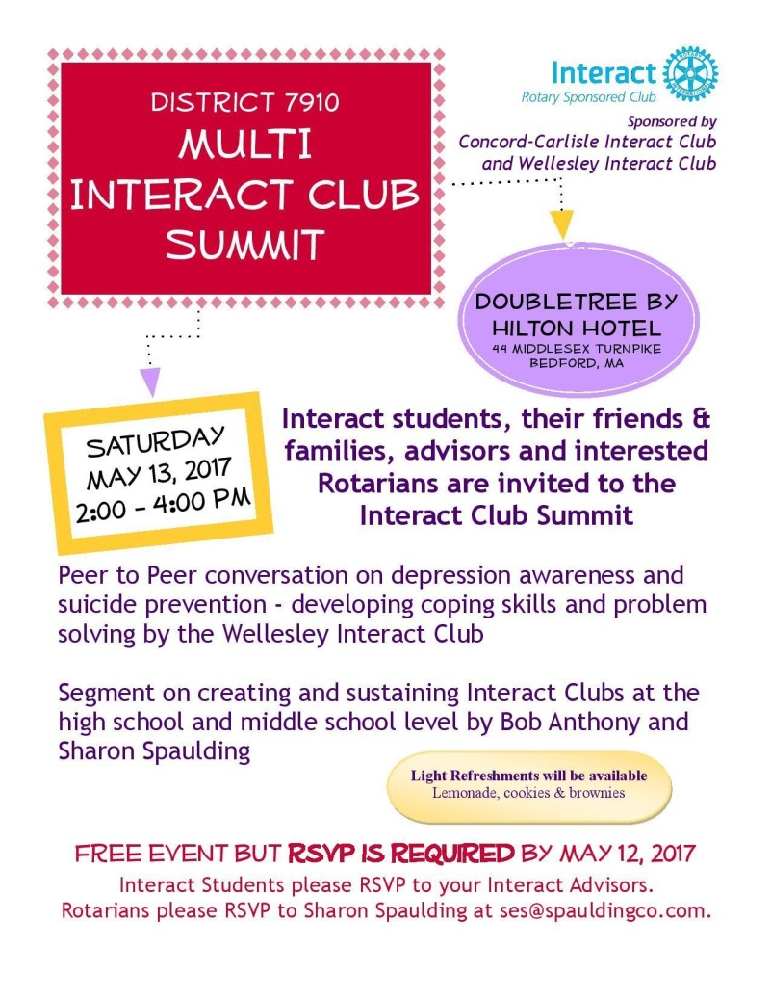 DISTRICT 7910
MULTI
INTERACT CLUB
SUMMIT
Interact
Rotary Sponsored Club
ROTARY
INTERNATIONAL
Sponsored by
Concord-Carlisle Interact Club
and Wellesley Interact Club
DOUBLETREE BY
HILTON HOTEL
44 MIDDLESEX TURNPIKE
BEDFORD, MA
SATURDAY
MAY 13, 2017
2:00 - 4:00 PM
Interact students, their friends &
families, advisors and interested
Rotarians are invited to the
Interact Club Summit
Peer to Peer conversation on depression awareness and
suicide prevention - developing coping skills and problem
solving by the Wellesley Interact Club
Segment on creating and sustaining Interact Clubs at the
high school and middle school level by Bob Anthony and
Sharon Spaulding
Light Refreshments will be available
Lemonade, cookies & brownies
FREE EVENT BUT RSVP IS REQUIRED BY MAY 12, 2017
Interact Students please RSVP to your Interact Advisors.
Rotarians please RSVP to Sharon Spaulding at ses@spauldingco.com.